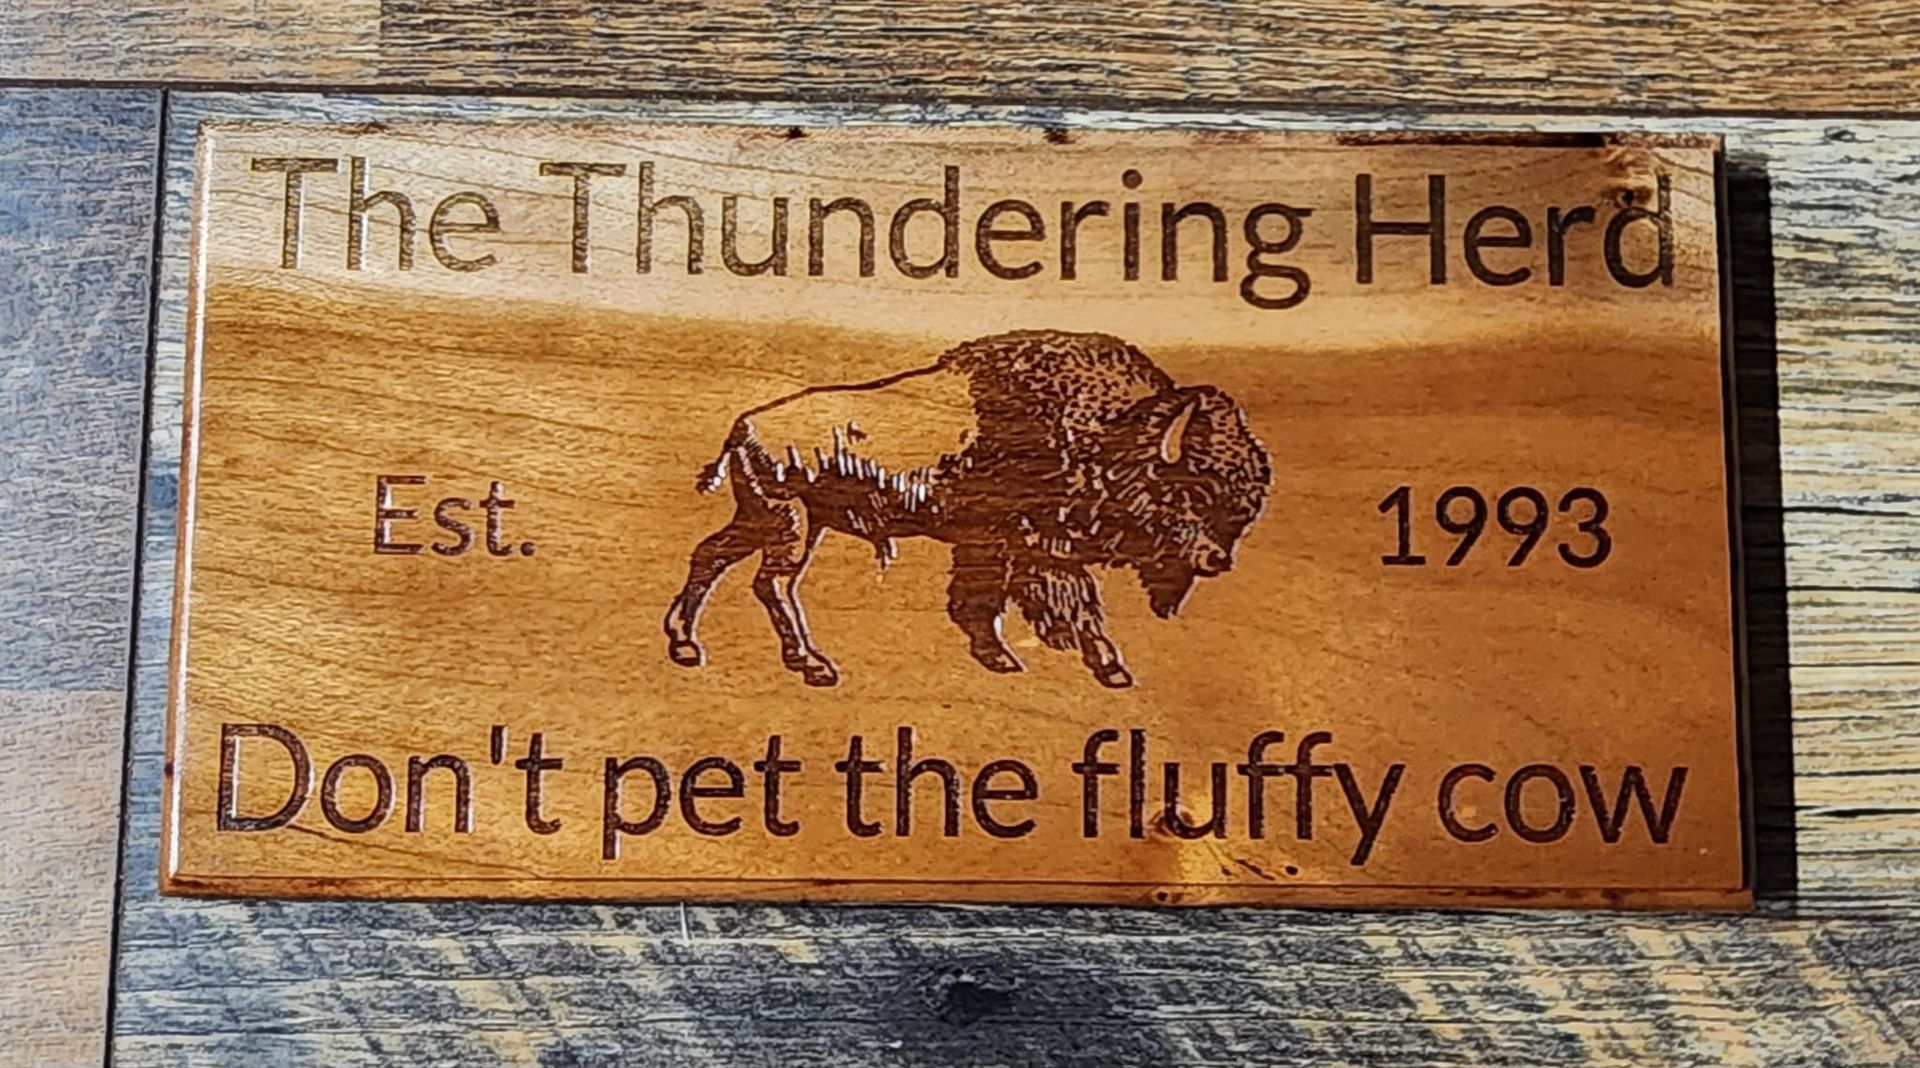 The Thundering Herd
Est. 1993
Don't pet the fluffy cow